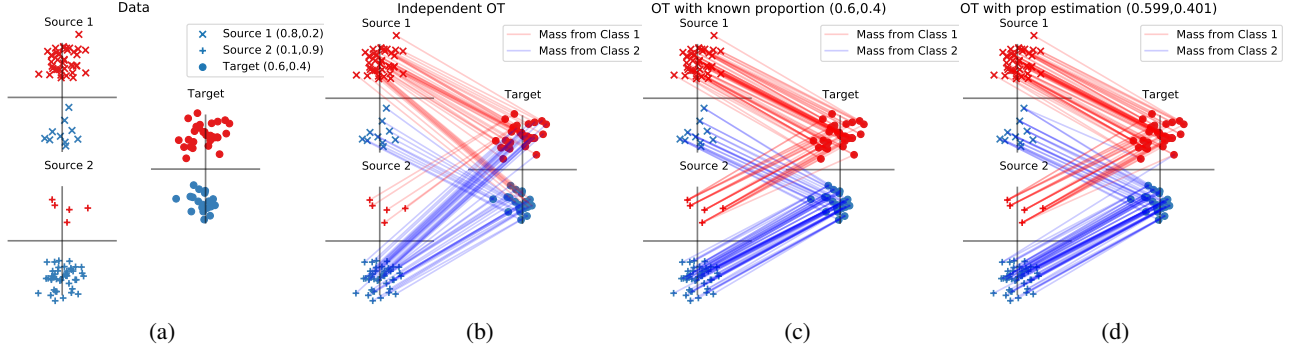 Data
Source 1
Source 1 (0.8,0.2)
Source 2 (0.1,0.9)
Target (0.6,0.4)
Target
Source 2
(a)
Independent OT
Source 1
Mass from Class 1
Mass from Class 2
Target
Source 2
(b)
OT with known proportion (0.6,0.4)
Source 1
Mass from Class 1
Mass from Class 2
Target
Source 2
(c)
OT with prop estimation (0.599,0.401)
Source 1
Mass from Class 1
Mass from Class 2
Target
Source 2
(d)